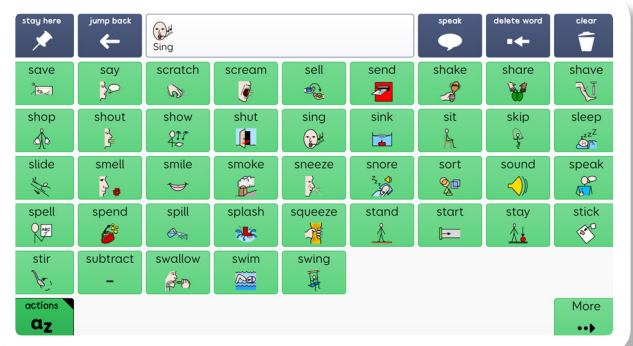 stay here jump back speak delete word clear
Sing
save say scratch scream sell send shake share shave
shop shout show shut sing sink sit skip sleep
slide smell smile smoke sneeze snore sort sound speak
spell spend spill splash squeeze stand start stay stick
stir subtract swallow swim swing
actions More
az